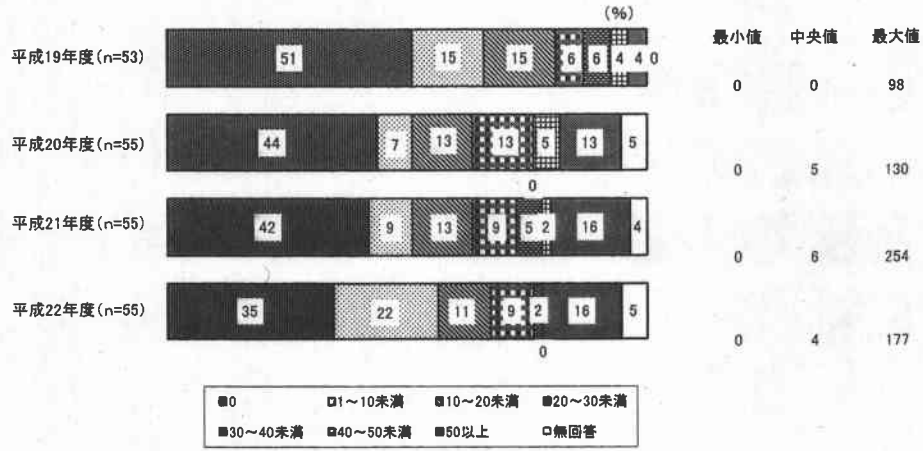 (%)
最小値 中央値 最大値
平成19年度(n=53) 51 15 15 6 6 4 4 0 0 0 98
平成20年度(n=55) 44 7 13 13 5 13 5 0 5 130
0
平成21年度(n=55) 42 9 13 9 5 2 16 4 0 6 254
平成22年度(n=55) 35 22 11 9 2 16 5 0 4 177
0
0 1～10未満 10～20未満 20～30未満
30～40未満 40～50未満 50以上 無回答